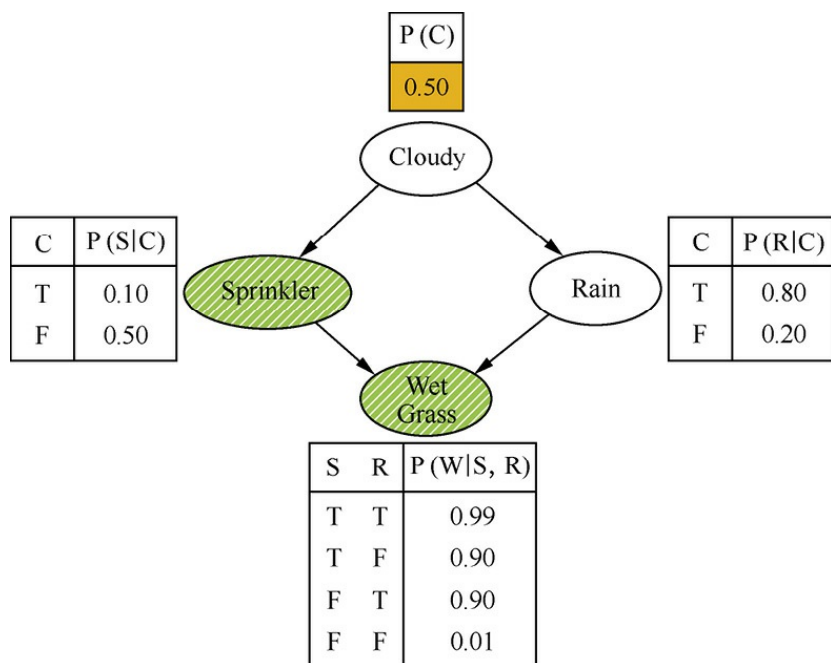 P (C)
0.50
Cloudy
C P (S|C)
T 0.10
F 0.50
Sprinkler
Rain
C P (R|C)
T 0.80
F 0.20
Wet
Grass
S R P (W|S, R)
T T 0.99
T F 0.90
F T 0.90
F F 0.01